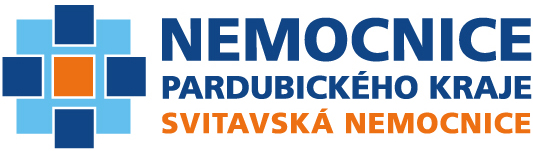 NEMOCNICE
PARDUBICKÉHO KRAJE
SVITAVSKÁ NEMOCNICE